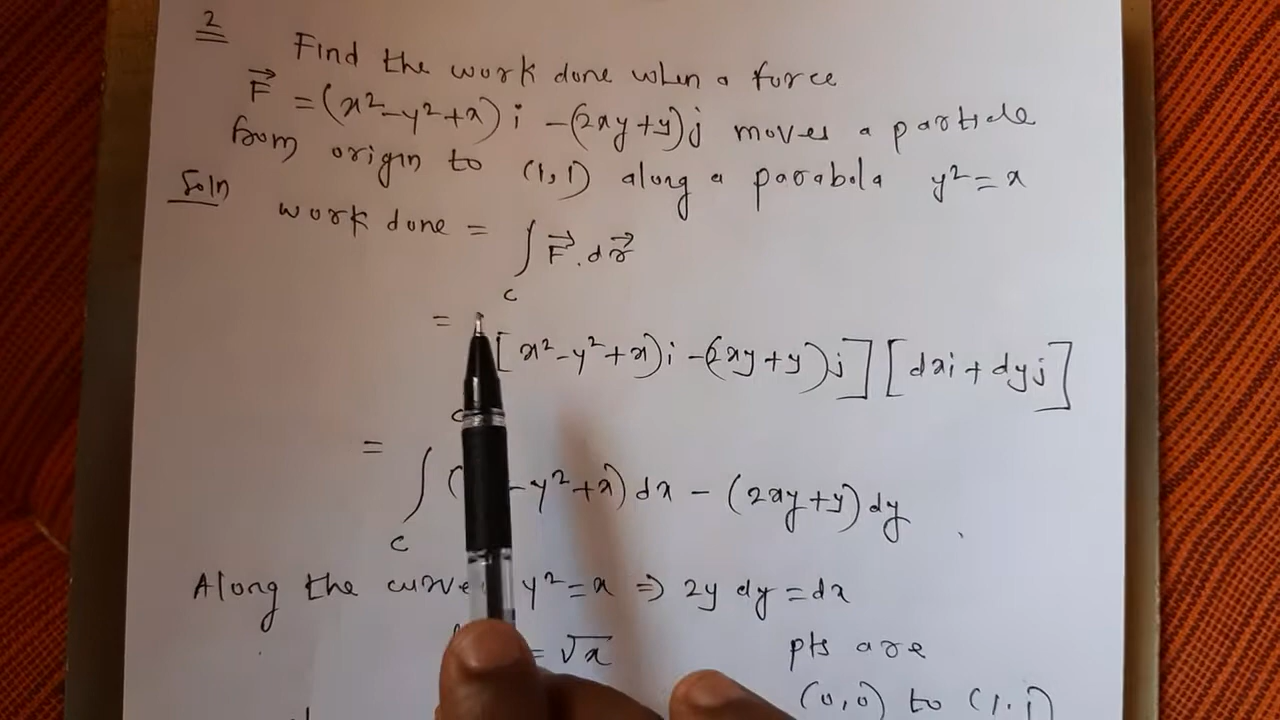 2
Find the work done when a force
F⃗ = (x²-y²+x) i -(2xy+y)j moves a particle
from origin to (1,1) along a parabola y² = x
Soln
work done = ∫ F⃗. dr⃗
c
= [x²-y²+x)i -(2xy+y)j] [dxi + dyj]
c
= ∫ ( -y²+x) dx - (2xy+y) dy
c
Along the curve y²=x ⇒ 2y dy = dx
= √x pts are
(0,0) to (1,1)